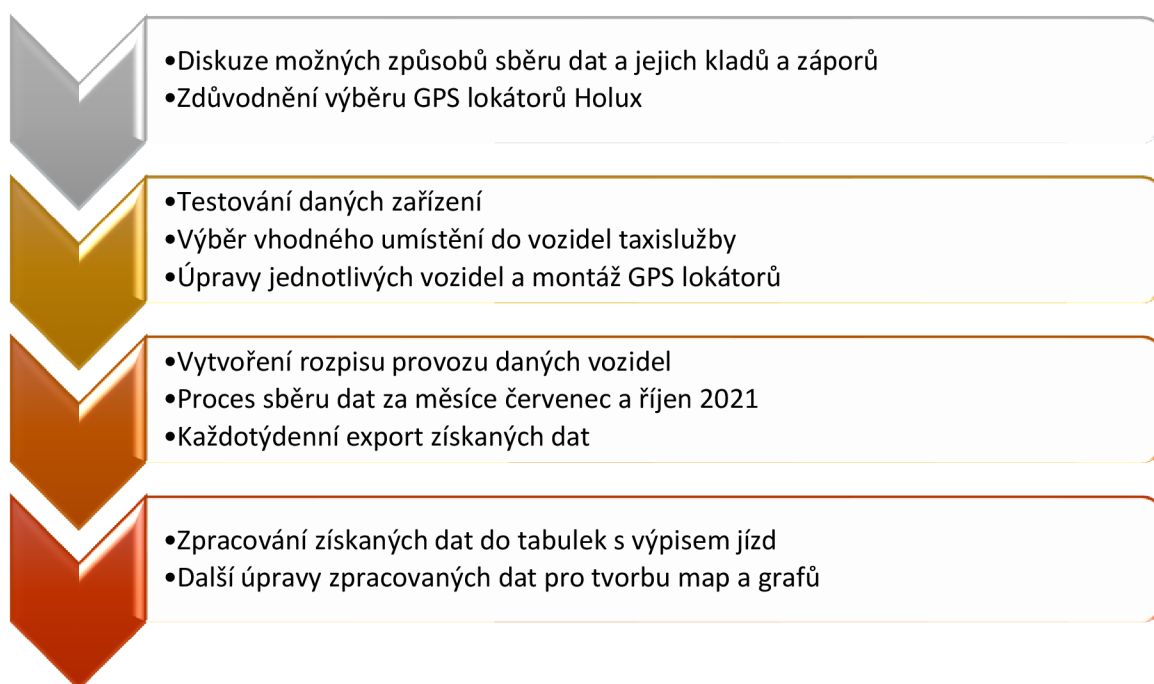 •Diskuze možných způsobů sběru dat a jejich kladů a záporů
•Zdůvodnění výběru GPS lokátorů Holux
•Testování daných zařízení
•Výběr vhodného umístění do vozidel taxislužby
•Úpravy jednotlivých vozidel a montáž GPS lokátorů
•Vytvoření rozpisu provozu daných vozidel
•Proces sběru dat za měsíce červenec a říjen 2021
•Každotýdenní export získaných dat
•Zpracování získaných dat do tabulek s výpisem jízd
•Další úpravy zpracovaných dat pro tvorbu map a grafů